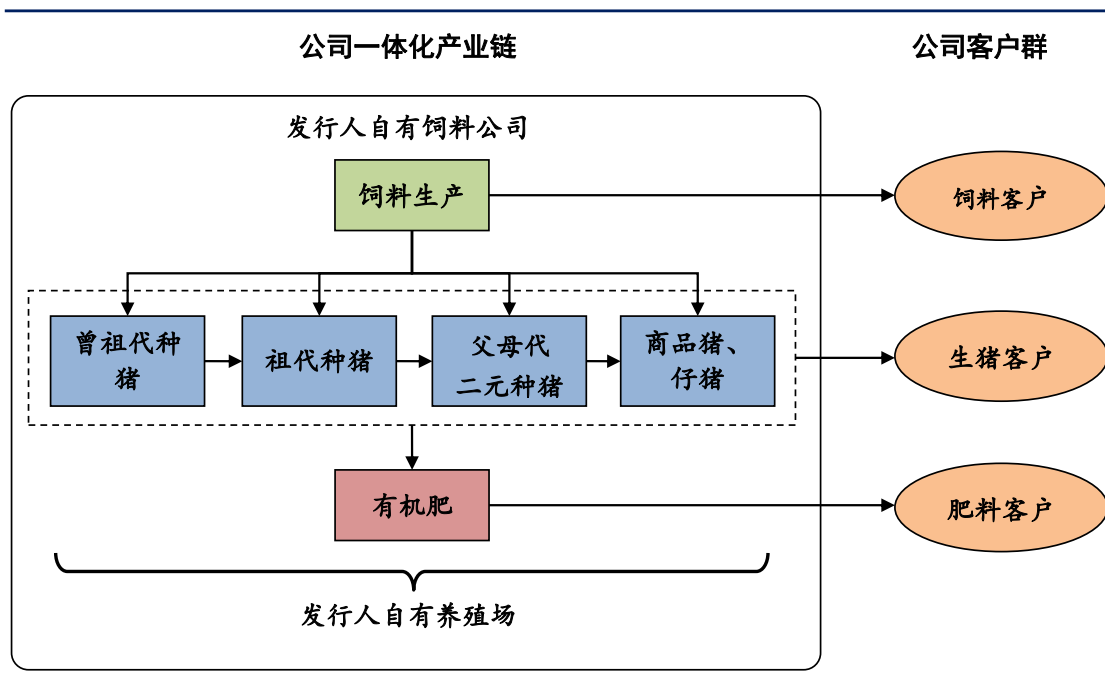 公司一体化产业链
公司客户群
发行人自有饲料公司
饲料生产
饲料客户
曾祖代种
猪
祖代种猪
父母代
二元种猪
商品猪、
仔猪
生猪客户
有机肥
肥料客户
发行人自有养殖场